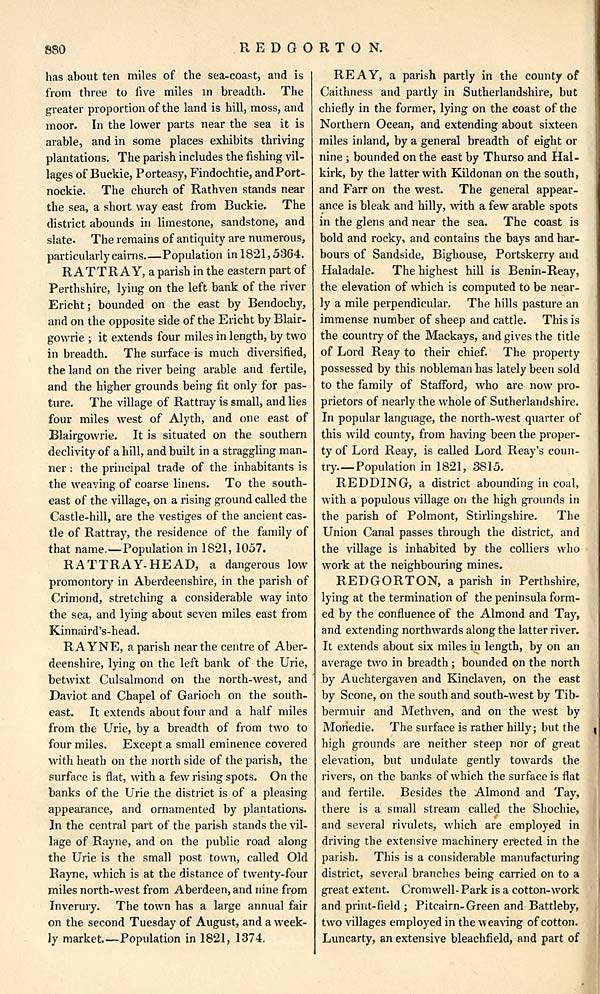 880
REDGORTON.
has about ten miles of the sea-coast, and is
from three to five miles in breadth. The
greater proportion of the land is hill, moss, and
moor. In the lower parts near the sea it is
arable, and in some places exhibits thriving
plantations. The parish includes the fishing vil-
lages of Buckie, Porteasy, Findochtie, and Port-
nockie. The church of Rathven stands near
the sea, a short way east from Buckie. The
district abounds in limestone, sandstone, and
slate. The remains of antiquity are numerous,
particularly cairns.—Population in 1821, 5364.
RATTRAY, a parish in the eastern part of
Perthshire, lying on the left bank of the river
Ericht; bounded on the east by Bendochy,
and on the opposite side of the Ericht by Blair-
gowrie ; it extends four miles in length, by two
in breadth. The surface is much diversified,
the land on the river being arable and fertile,
and the higher grounds being fit only for pas-
ture. The village of Rattray is small, and lies
four miles west of Alyth, and one east of
Blairgowrie. It is situated on the southern
declivity of a hill, and built in a straggling man-
ner : the principal trade of the inhabitants is
the weaving of coarse linens. To the south-
east of the village, on a rising ground called the
Castle-hill, are the vestiges of the ancient cas-
tle of Rattray, the residence of the family of
that name.—Population in 1821, 1057.
RATTRAY-HEAD, a dangerous low
promontory in Aberdeenshire, in the parish of
Crimond, stretching a considerable way into
the sea, and lying about seven miles east from
Kinnaird's-head.
RAYNE, a parish near the centre of Aber-
deenshire, lying on the left bank of the Urie,
betwixt Culsalmond on the north-west, and
Daviot and Chapel of Garioch on the south-
east. It extends about four and a half miles
from the Urie, by a breadth of from two to
four miles. Except a small eminence covered
with heath on the north side of the parish, the
surface is flat, with a few rising spots. On the
banks of the Urie the district is of a pleasing
appearance, and ornamented by plantations.
In the central part of the parish stands the vil-
lage of Rayne, and on the public road along
the Urie is the small post town, called Old
Rayne, which is at the distance of twenty-four
miles north-west from Aberdeen, and nine from
Inverury. The town has a large annual fair
on the second Tuesday of August, and a week-
ly market.—Population in 1821, 1374.
REAY, a parish partly in the county of
Caithness and partly in Sutherlandshire, but
chiefly in the former, lying on the coast of the
Northern Ocean, and extending about sixteen
miles inland, by a general breadth of eight or
nine ; bounded on the east by Thurso and Hal-
kirk, by the latter with Kildonan on the south,
and Farr on the west. The general appear-
ance is bleak and hilly, with a few arable spots
in the glens and near the sea. The coast is
bold and rocky, and contains the bays and har-
bours of Sandside, Bighouse, Portskerry and
Haladale. The highest hill is Benin-Reay,
the elevation of which is computed to be near-
ly a mile perpendicular. The hills pasture an
immense number of sheep and cattle. This is
the country of the Mackays, and gives the title
of Lord Reay to their chief. The property
possessed by this nobleman has lately been sold
to the family of Stafford, who are now pro-
prietors of nearly the whole of Sutherlandshire.
In popular language, the north-west quarter of
this wild county, from having been the proper-
ty of Lord Reay, is called Lord Reay's coun-
try.—Population in 1821, 3815.
REDDING, a district abounding in coal,
with a populous village on the high grounds in
the parish of Polmont, Stirlingshire. The
Union Canal passes through the district, and
the village is inhabited by the colliers who
work at the neighbouring mines.
REDGORTON, a parish in Perthshire,
lying at the termination of the peninsula form-
ed by the confluence of the Almond and Tay,
and extending northwards along the latter river.
It extends about six miles in length, by on an
average two in breadth ; bounded on the north
by Auchtergaven and Kinclaven, on the east
by Scone, on the south and south-west by Tib-
bermuir and Methven, and on the west by
Monedie. The surface is rather hilly; but the
high grounds are neither steep nor of great
elevation, but undulate gently towards the
rivers, on the banks of which the surface is flat
and fertile. Besides the Almond and Tay,
there is a small stream called the Shochie,
and several rivulets, which are employed in
driving the extensive machinery erected in the
parish. This is a considerable manufacturing
district, several branches being carried on to a
great extent. Cromwell-Park is a cotton-work
and print-field ; Pitcairn-Green and Battleby,
two villages employed in the weaving of cotton.
Luncarty, an extensive bleachfield, and part of